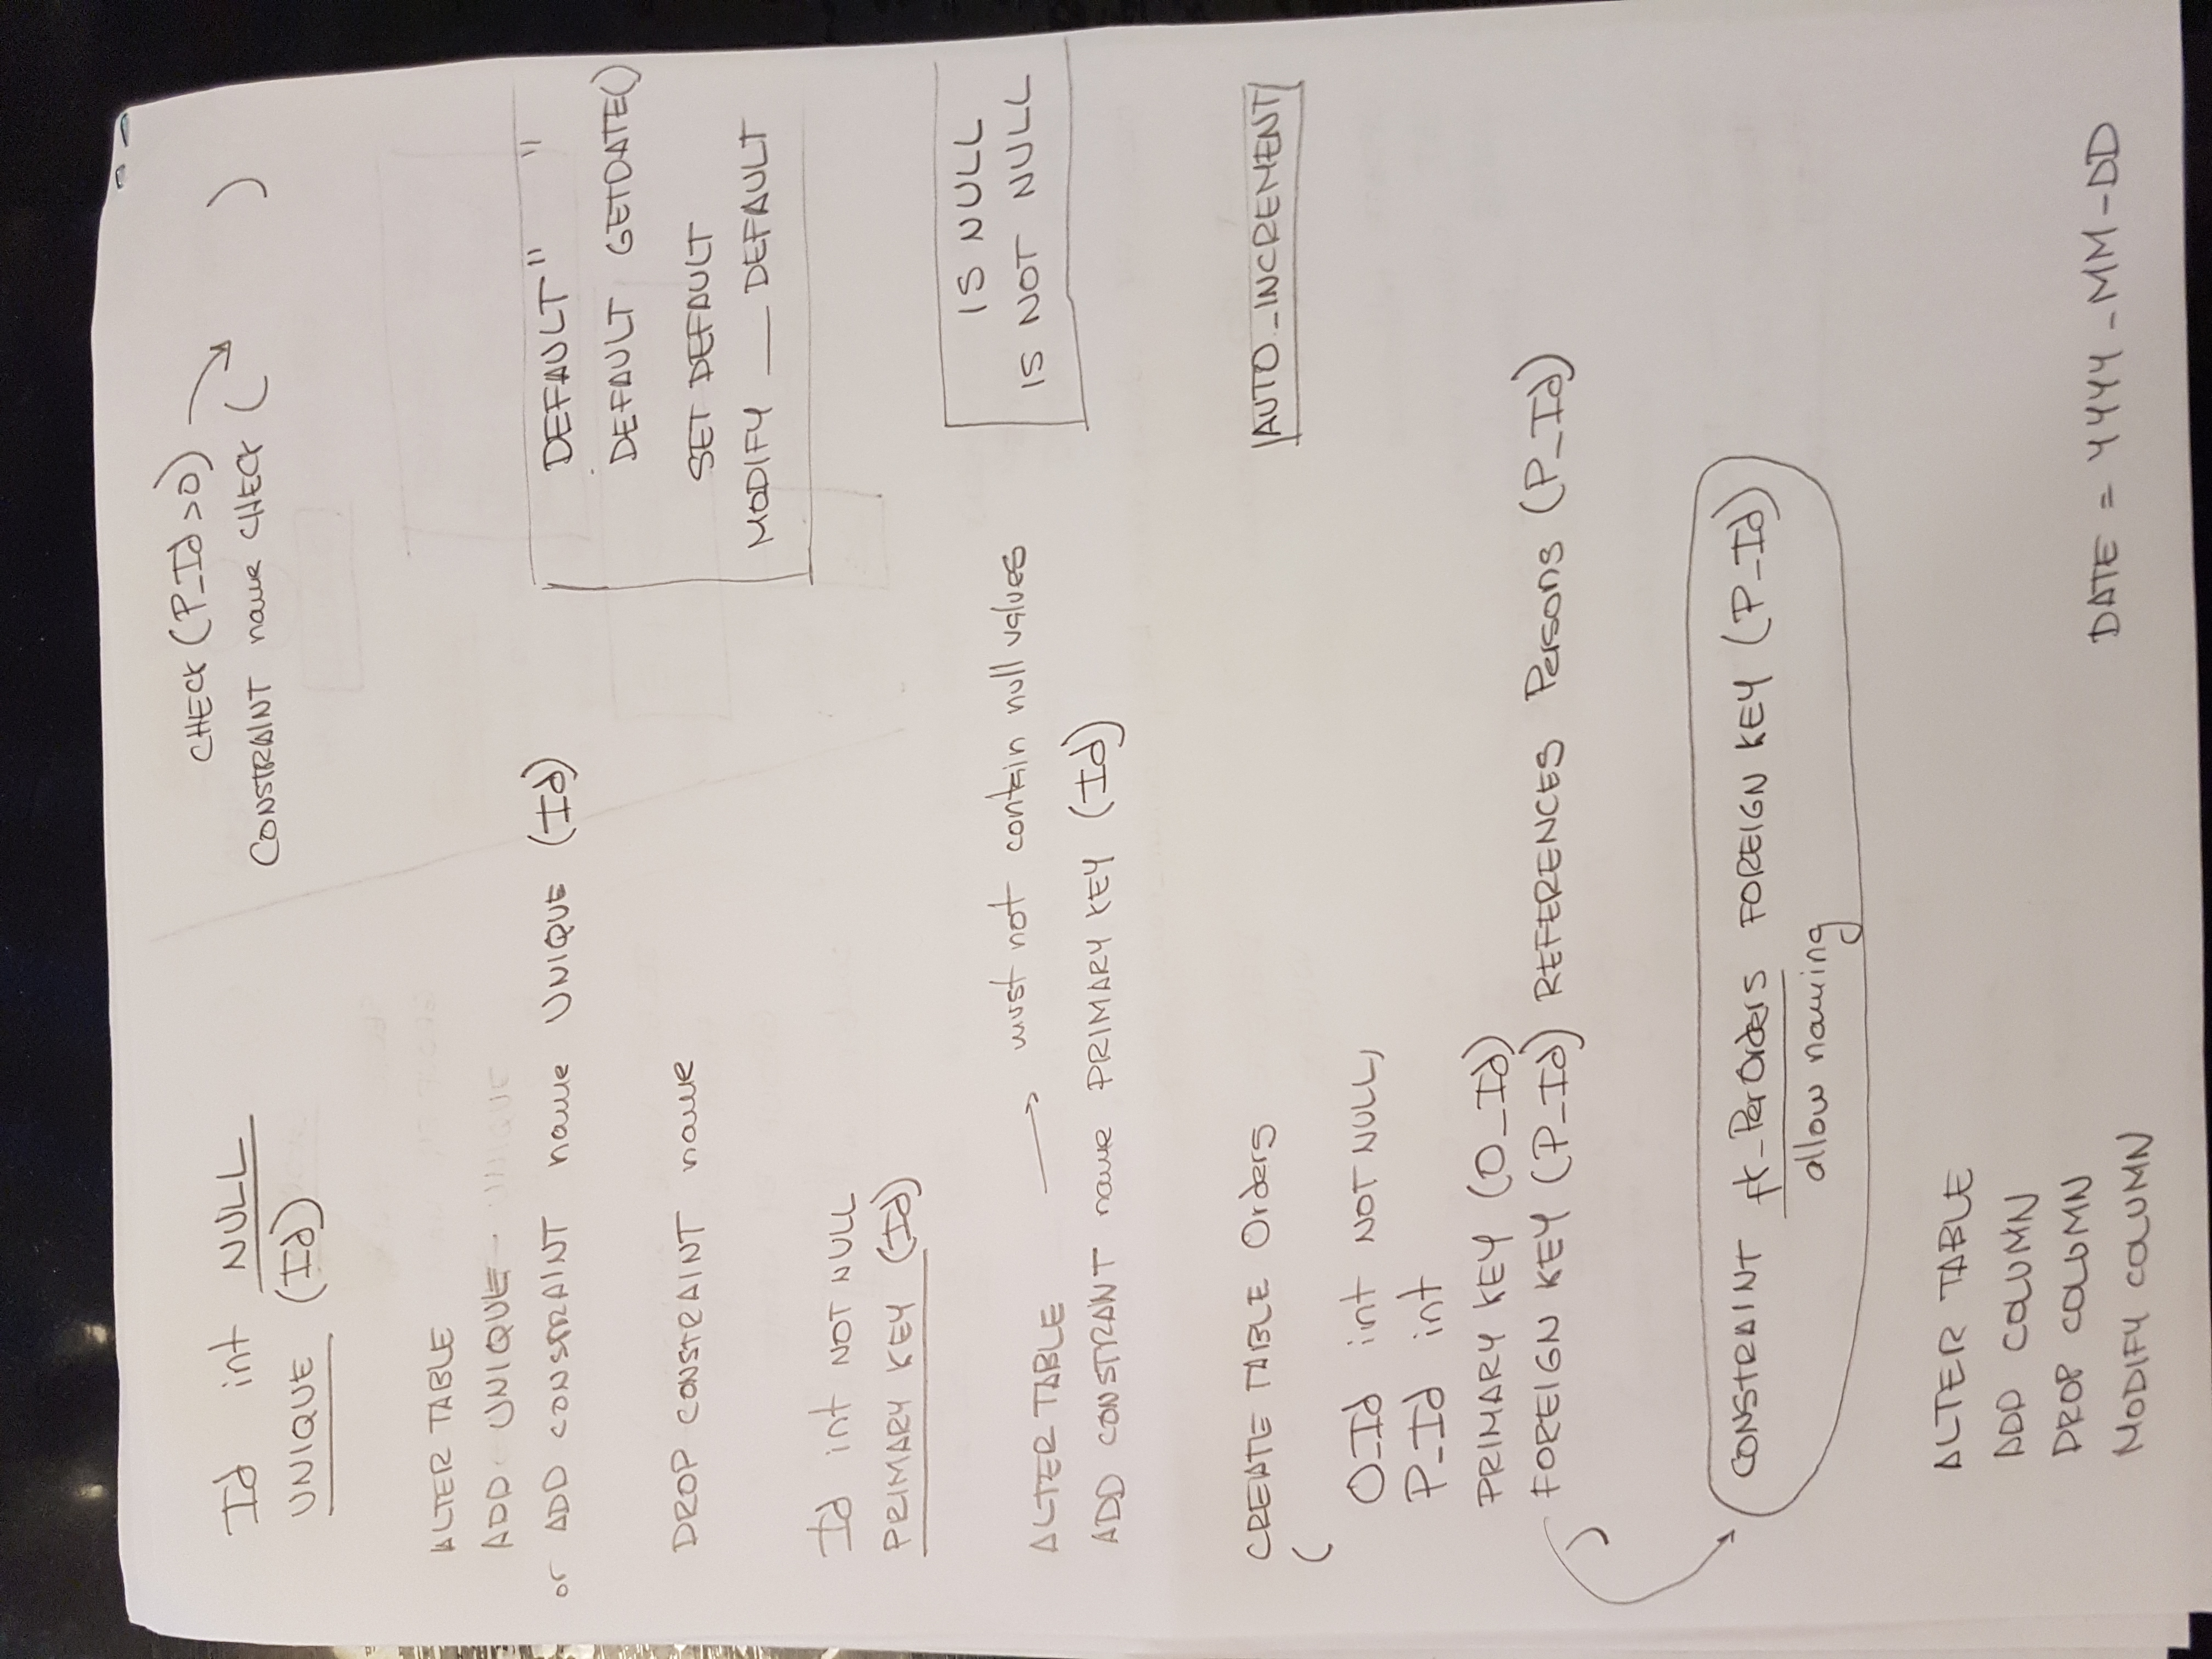 Id int NULL
UNIQUE (Id)
CHECK (P_Id >0)
CONSTRAINT name CHECK ( )
ALTER TABLE
ADD UNIQUE
or ADD CONSTRAINT name UNIQUE (Id)
DROP CONSTRAINT name
DEFAULT " "
DEFAULT GETDATE()
SET DEFAULT
MODIFY __ DEFAULT
Id int NOT NULL
PRIMARY KEY (Id)
ALTER TABLE → must not contain null values
ADD CONSTRANT name PRIMARY KEY (Id)
IS NULL
IS NOT NULL
CREATE TABLE Orders
(
O_Id int NOT NULL,
P_Id int
PRIMARY KEY (O_Id)
FOREIGN KEY (P_Id) REFERENCES Persons (P_Id)
)
AUTO_INCREMENT
CONSTRAINT fk_PerOrders FOREIGN KEY (P_Id)
allow naming
ALTER TABLE
ADD COLUMN
DROP COLUMN
MODIFY COLUMN
DATE = YYYY-MM-DD